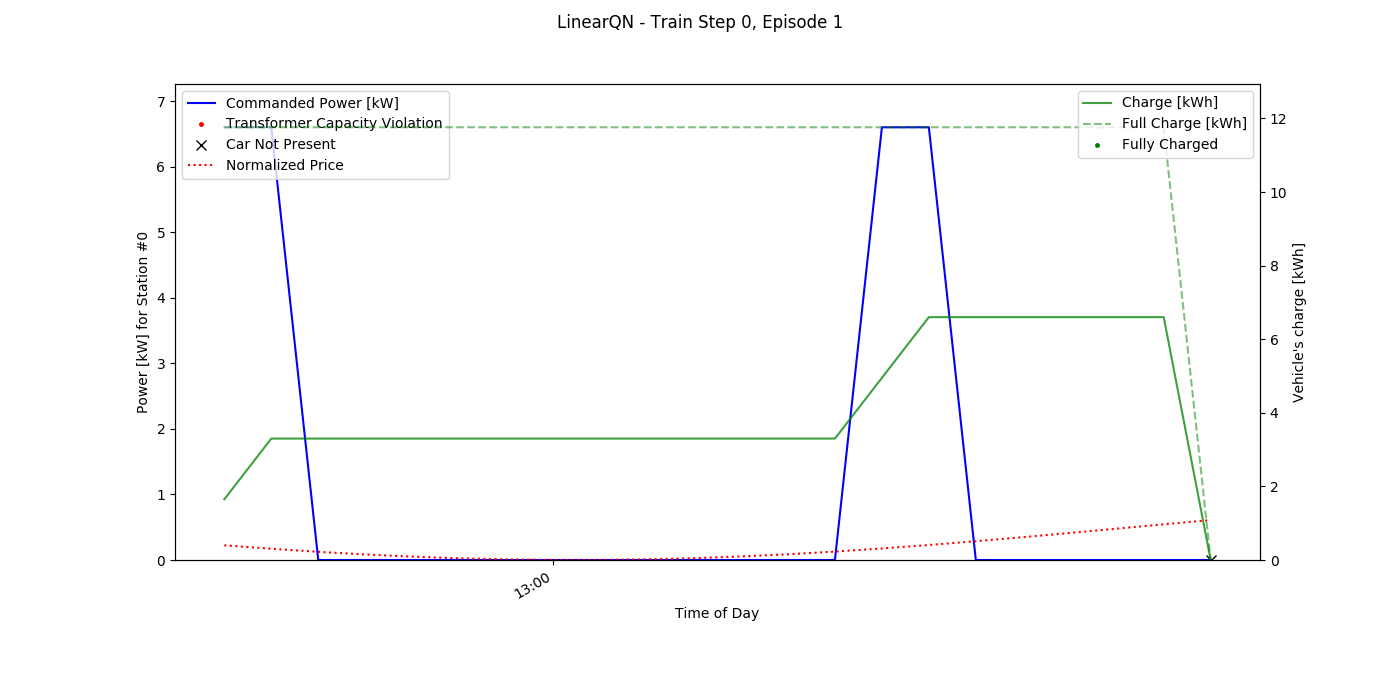 LinearQN - Train Step 0, Episode 1
Commanded Power [kW]
Transformer Capacity Violation
Car Not Present
Normalized Price
Charge [kWh]
Full Charge [kWh]
Fully Charged
7
6
5
4
3
2
1
0
Power [kW] for Station #0
12
10
8
6
4
2
0
Vehicle's charge [kWh]
13:00
Time of Day